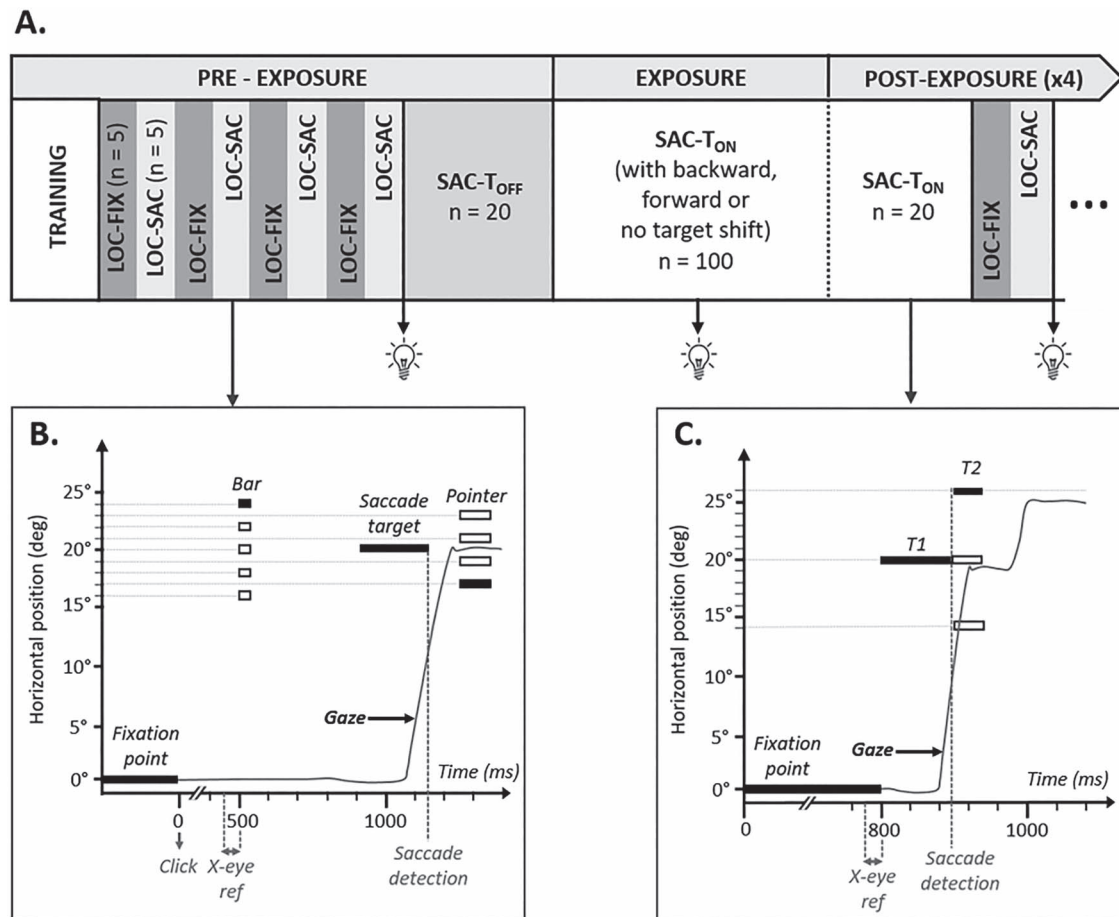 A.
PRE - EXPOSURE
EXPOSURE
POST-EXPOSURE (x4)
TRAINING
LOC-FIX (n = 5)
LOC-SAC (n = 5)
LOC-FIX
LOC-SAC
LOC-FIX
LOC-SAC
LOC-FIX
LOC-SAC
SAC-TOFF
n = 20
SAC-TON
(with backward,
forward or
no target shift)
n = 100
SAC-TON
n = 20
LOC-FIX
LOC-SAC
...
B.
Horizontal position (deg)
25°
20°
15°
10°
5°
0°
Bar
Saccade
target
Pointer
Gaze
Fixation
point
Time (ms)
0
500
1000
Click
X-eye
ref
Saccade
detection
C.
Horizontal position (deg)
25°
20°
15°
10°
5°
0°
T2
T1
Gaze
Fixation
point
Time (ms)
0
800
1000
X-eye
ref
Saccade
detection